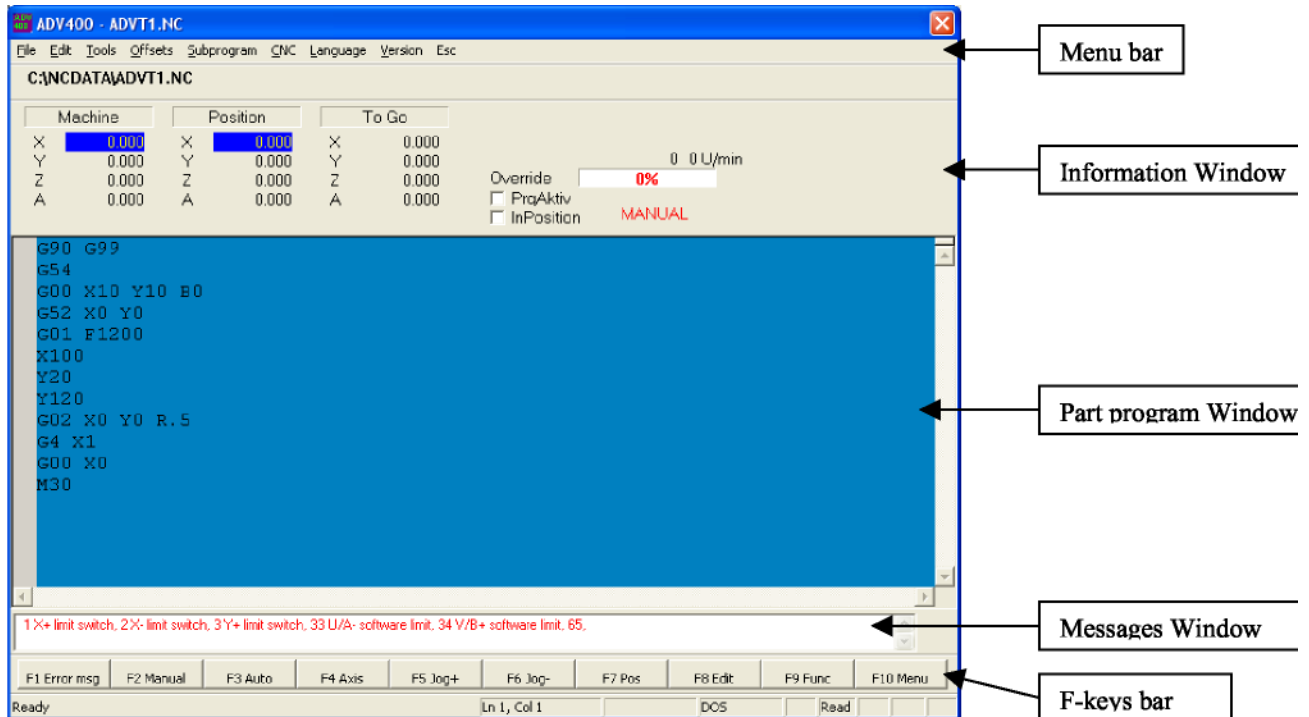 ADV400 - ADVT1.NC
File Edit Tools Offsets Subprogram CNC Language Version Esc
Menu bar
C:\NCDATA\ADVT1.NC
Machine Position To Go
X 0.000 X 0.000 X 0.000
Y 0.000 Y 0.000 Y 0.000
0 0 U/min
Z 0.000 Z 0.000 Z 0.000
Override 0%
A 0.000 A 0.000 A 0.000
PrgAktiv
InPosition MANUAL
Information Window
G90 G99
G54
G00 X10 Y10 B0
G52 X0 Y0
G01 F1200
X100
Y20
Y120
G02 X0 Y0 R.5
G4 X1
G00 X0
M30
Part program Window
1 X+ limit switch, 2 X- limit switch, 3 Y+ limit switch, 33 U/A- software limit, 34 V/B+ software limit, 65,
Messages Window
F1 Error msg F2 Manual F3 Auto F4 Axis F5 Jog+ F6 Jog- F7 Pos F8 Edit F9 Func F10 Menu
F-keys bar
Ready Ln 1, Col 1 DOS Read